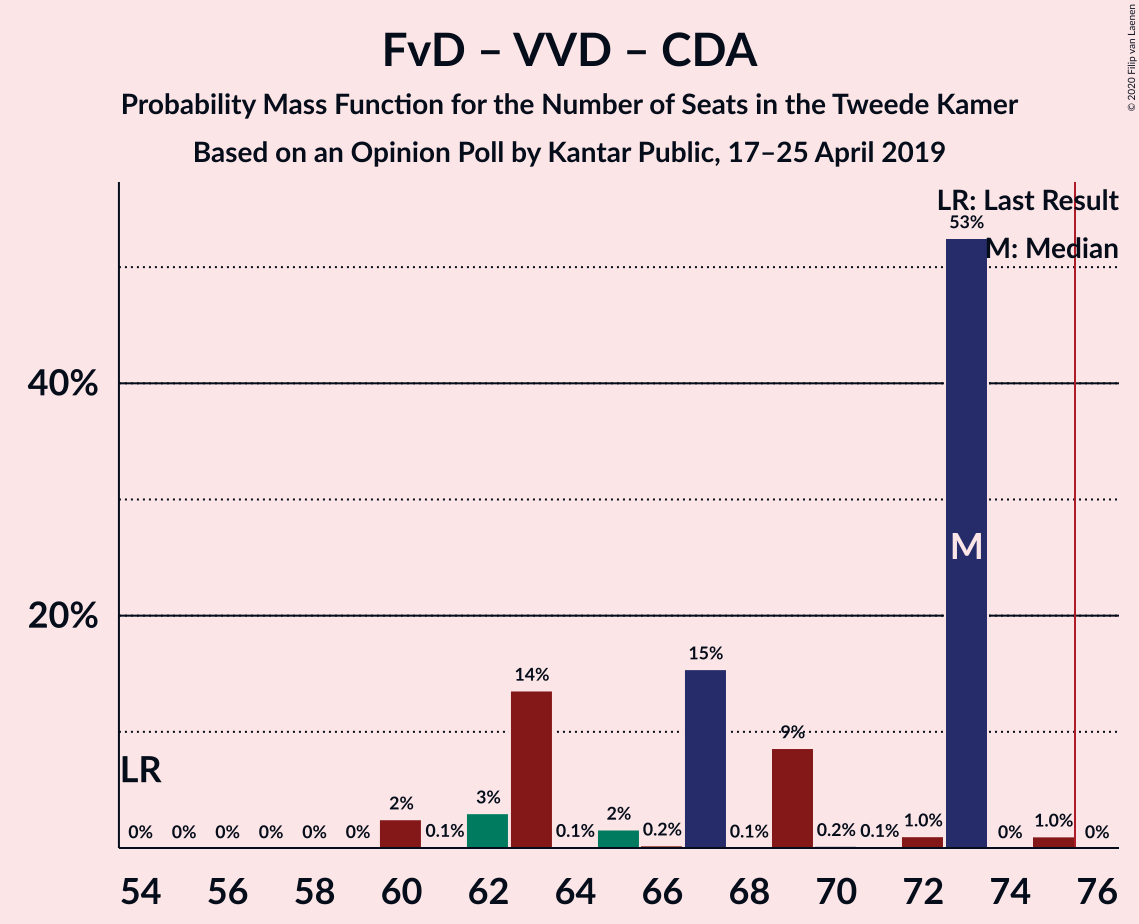 FvD – VVD – CDA
Probability Mass Function for the Number of Seats in the Tweede Kamer
Based on an Opinion Poll by Kantar Public, 17–25 April 2019
© 2020 Filip van Laenen
LR: Last Result
M: Median
53%
40%
20%
LR
M
0% 0% 0% 0% 0% 0% 2% 0.1% 3% 14% 0.1% 2% 0.2% 15% 0.1% 9% 0.2% 0.1% 1.0% 0% 1.0% 0%
54 56 58 60 62 64 66 68 70 72 74 76